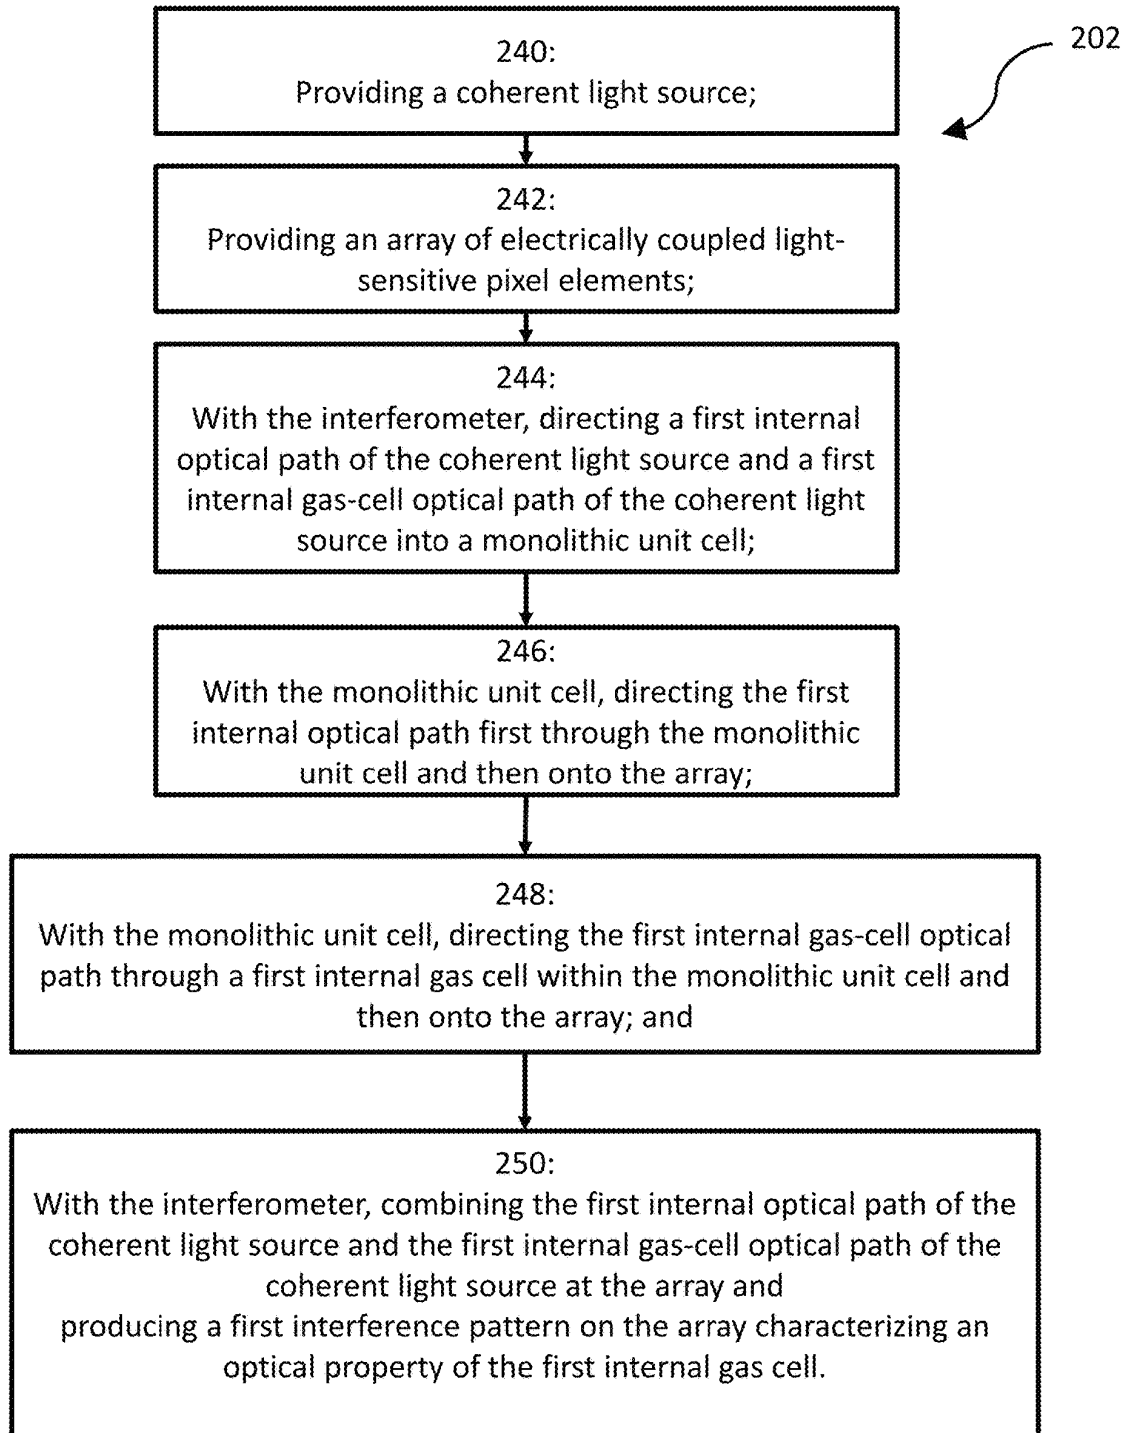 202
240:
Providing a coherent light source;
242:
Providing an array of electrically coupled light-
sensitive pixel elements;
244:
With the interferometer, directing a first internal
optical path of the coherent light source and a first
internal gas-cell optical path of the coherent light
source into a monolithic unit cell;
246:
With the monolithic unit cell, directing the first
internal optical path first through the monolithic
unit cell and then onto the array;
248:
With the monolithic unit cell, directing the first internal gas-cell optical
path through a first internal gas cell within the monolithic unit cell and
then onto the array; and
250:
With the interferometer, combining the first internal optical path of the
coherent light source and the first internal gas-cell optical path of the
coherent light source at the array and
producing a first interference pattern on the array characterizing an
optical property of the first internal gas cell.